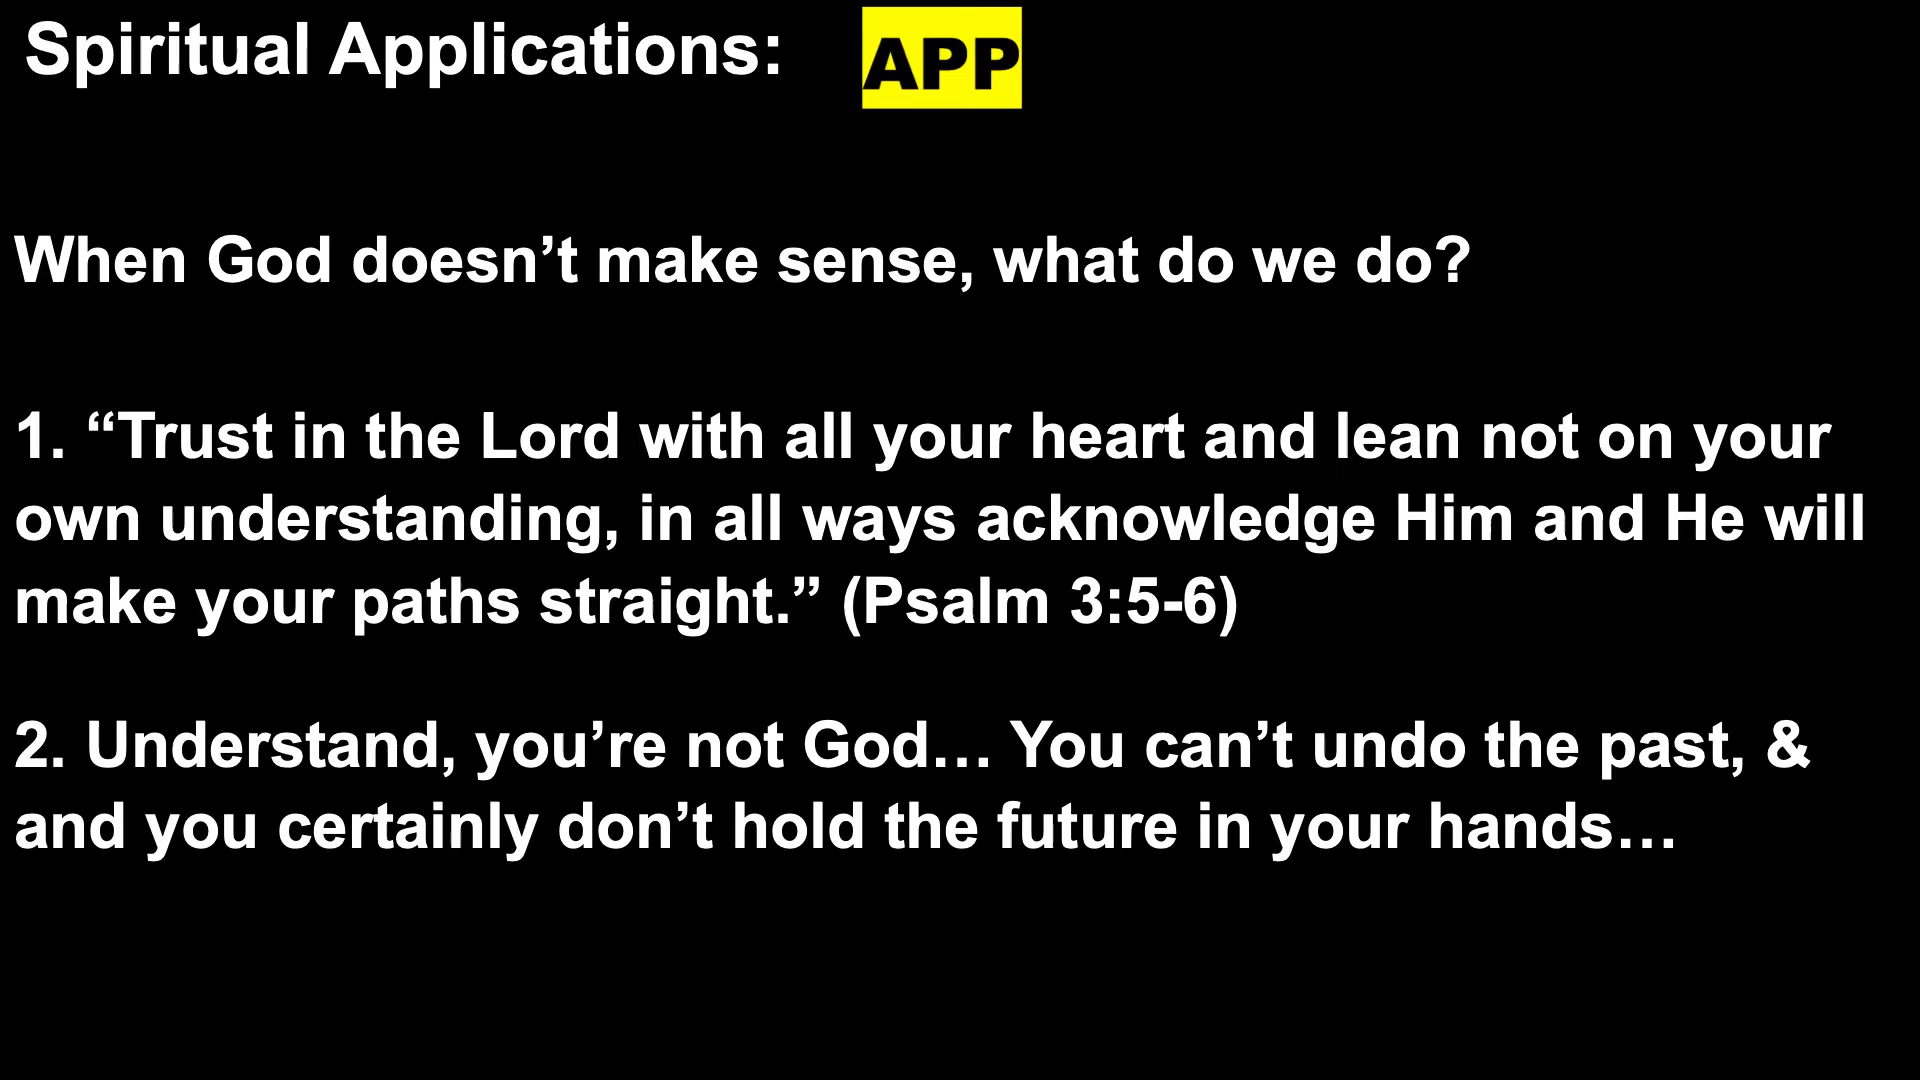 Spiritual Applications: APP
When God doesn’t make sense, what do we do?
1. “Trust in the Lord with all your heart and lean not on your
own understanding, in all ways acknowledge Him and He will
make your paths straight.” (Psalm 3:5-6)
2. Understand, you’re not God… You can’t undo the past, &
and you certainly don’t hold the future in your hands…